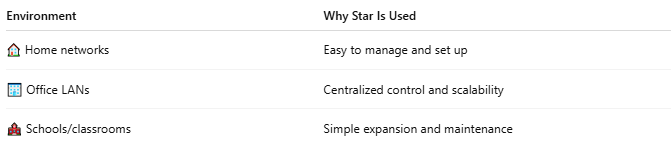 Environment Why Star Is Used
🏠 Home networks Easy to manage and set up
🏢 Office LANs Centralized control and scalability
🏫 Schools/classrooms Simple expansion and maintenance